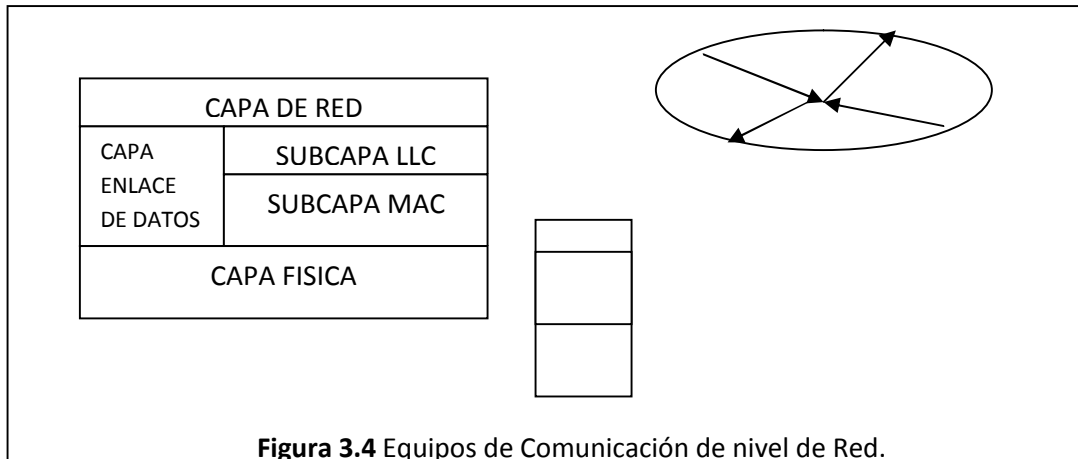 CAPA DE RED
CAPA
ENLACE
DE DATOS
SUBCAPA LLC
SUBCAPA MAC
CAPA FISICA
Figura 3.4 Equipos de Comunicación de nivel de Red.